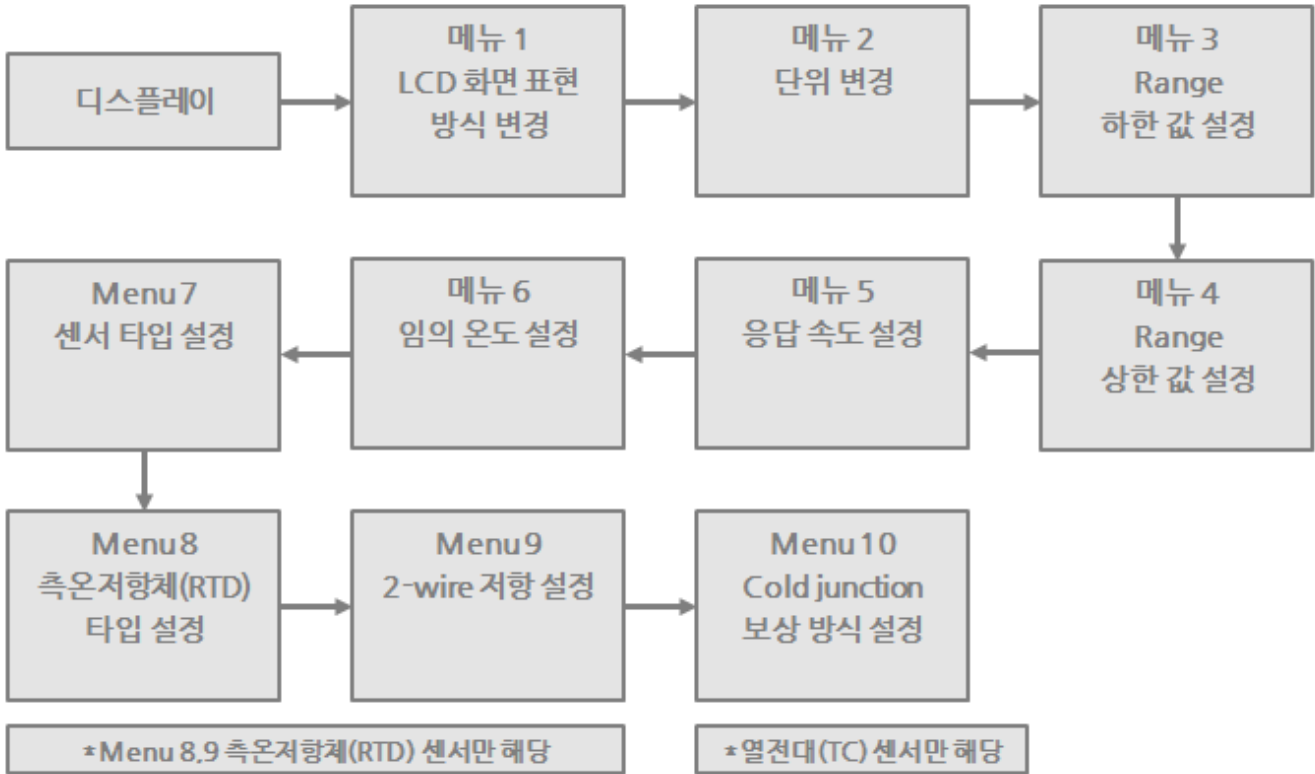 디스플레이
메뉴 1
LCD 화면 표현
방식 변경
메뉴 2
단위 변경
메뉴 3
Range
하한 값 설정
메뉴 4
Range
상한 값 설정
메뉴 5
응답 속도 설정
메뉴 6
임의 온도 설정
Menu 7
센서 타입 설정
Menu 8
측온저항체(RTD)
타입 설정
Menu 9
2-wire 저항 설정
Menu 10
Cold junction
보상 방식 설정
*Menu 8,9 측온저항체(RTD) 센서만 해당
*열전대(TC) 센서만 해당